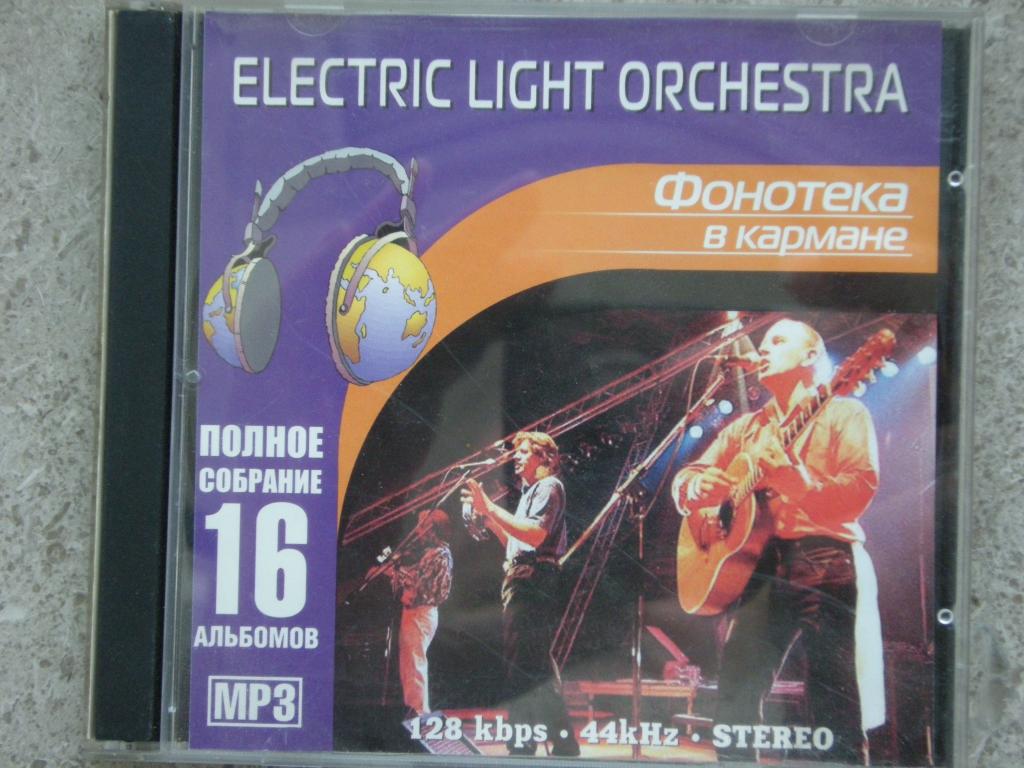 ELECTRIC LIGHT ORCHESTRA
Фонотека
в кармане
ПОЛНОЕ
СОБРАНИЕ
16
АЛЬБОМОВ
MP3
128 kbps • 44kHz • STEREO